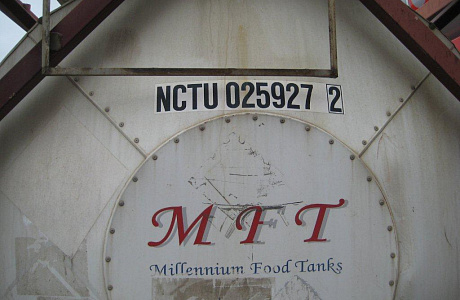 NCTU 025927 2
MFT
Millennium Food Tanks